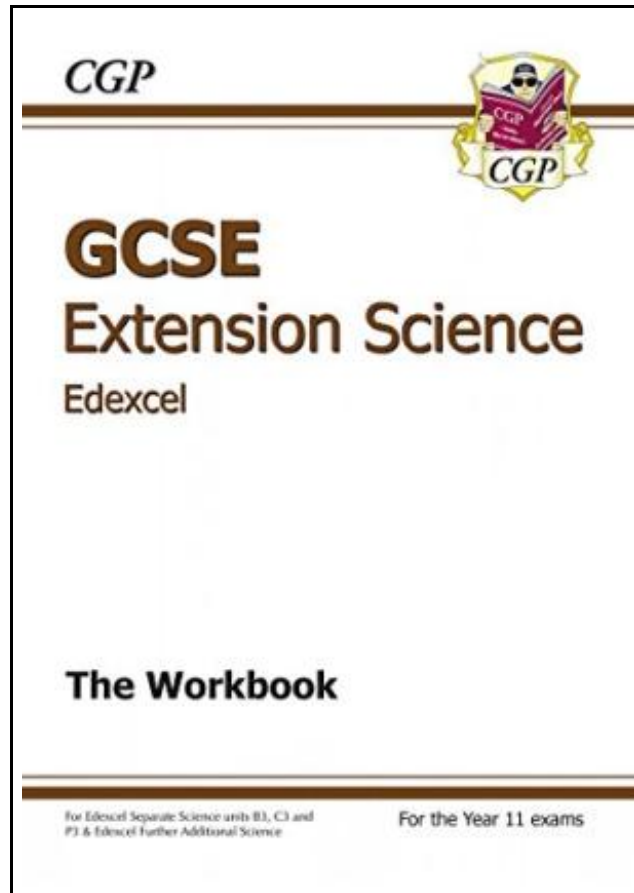 CGP
CGP
CGP
GCSE
Extension Science
Edexcel
The Workbook
For Edexcel Separate Science units B3, C3 and
P3 & Edexcel Further Additional Science
For the Year 11 exams